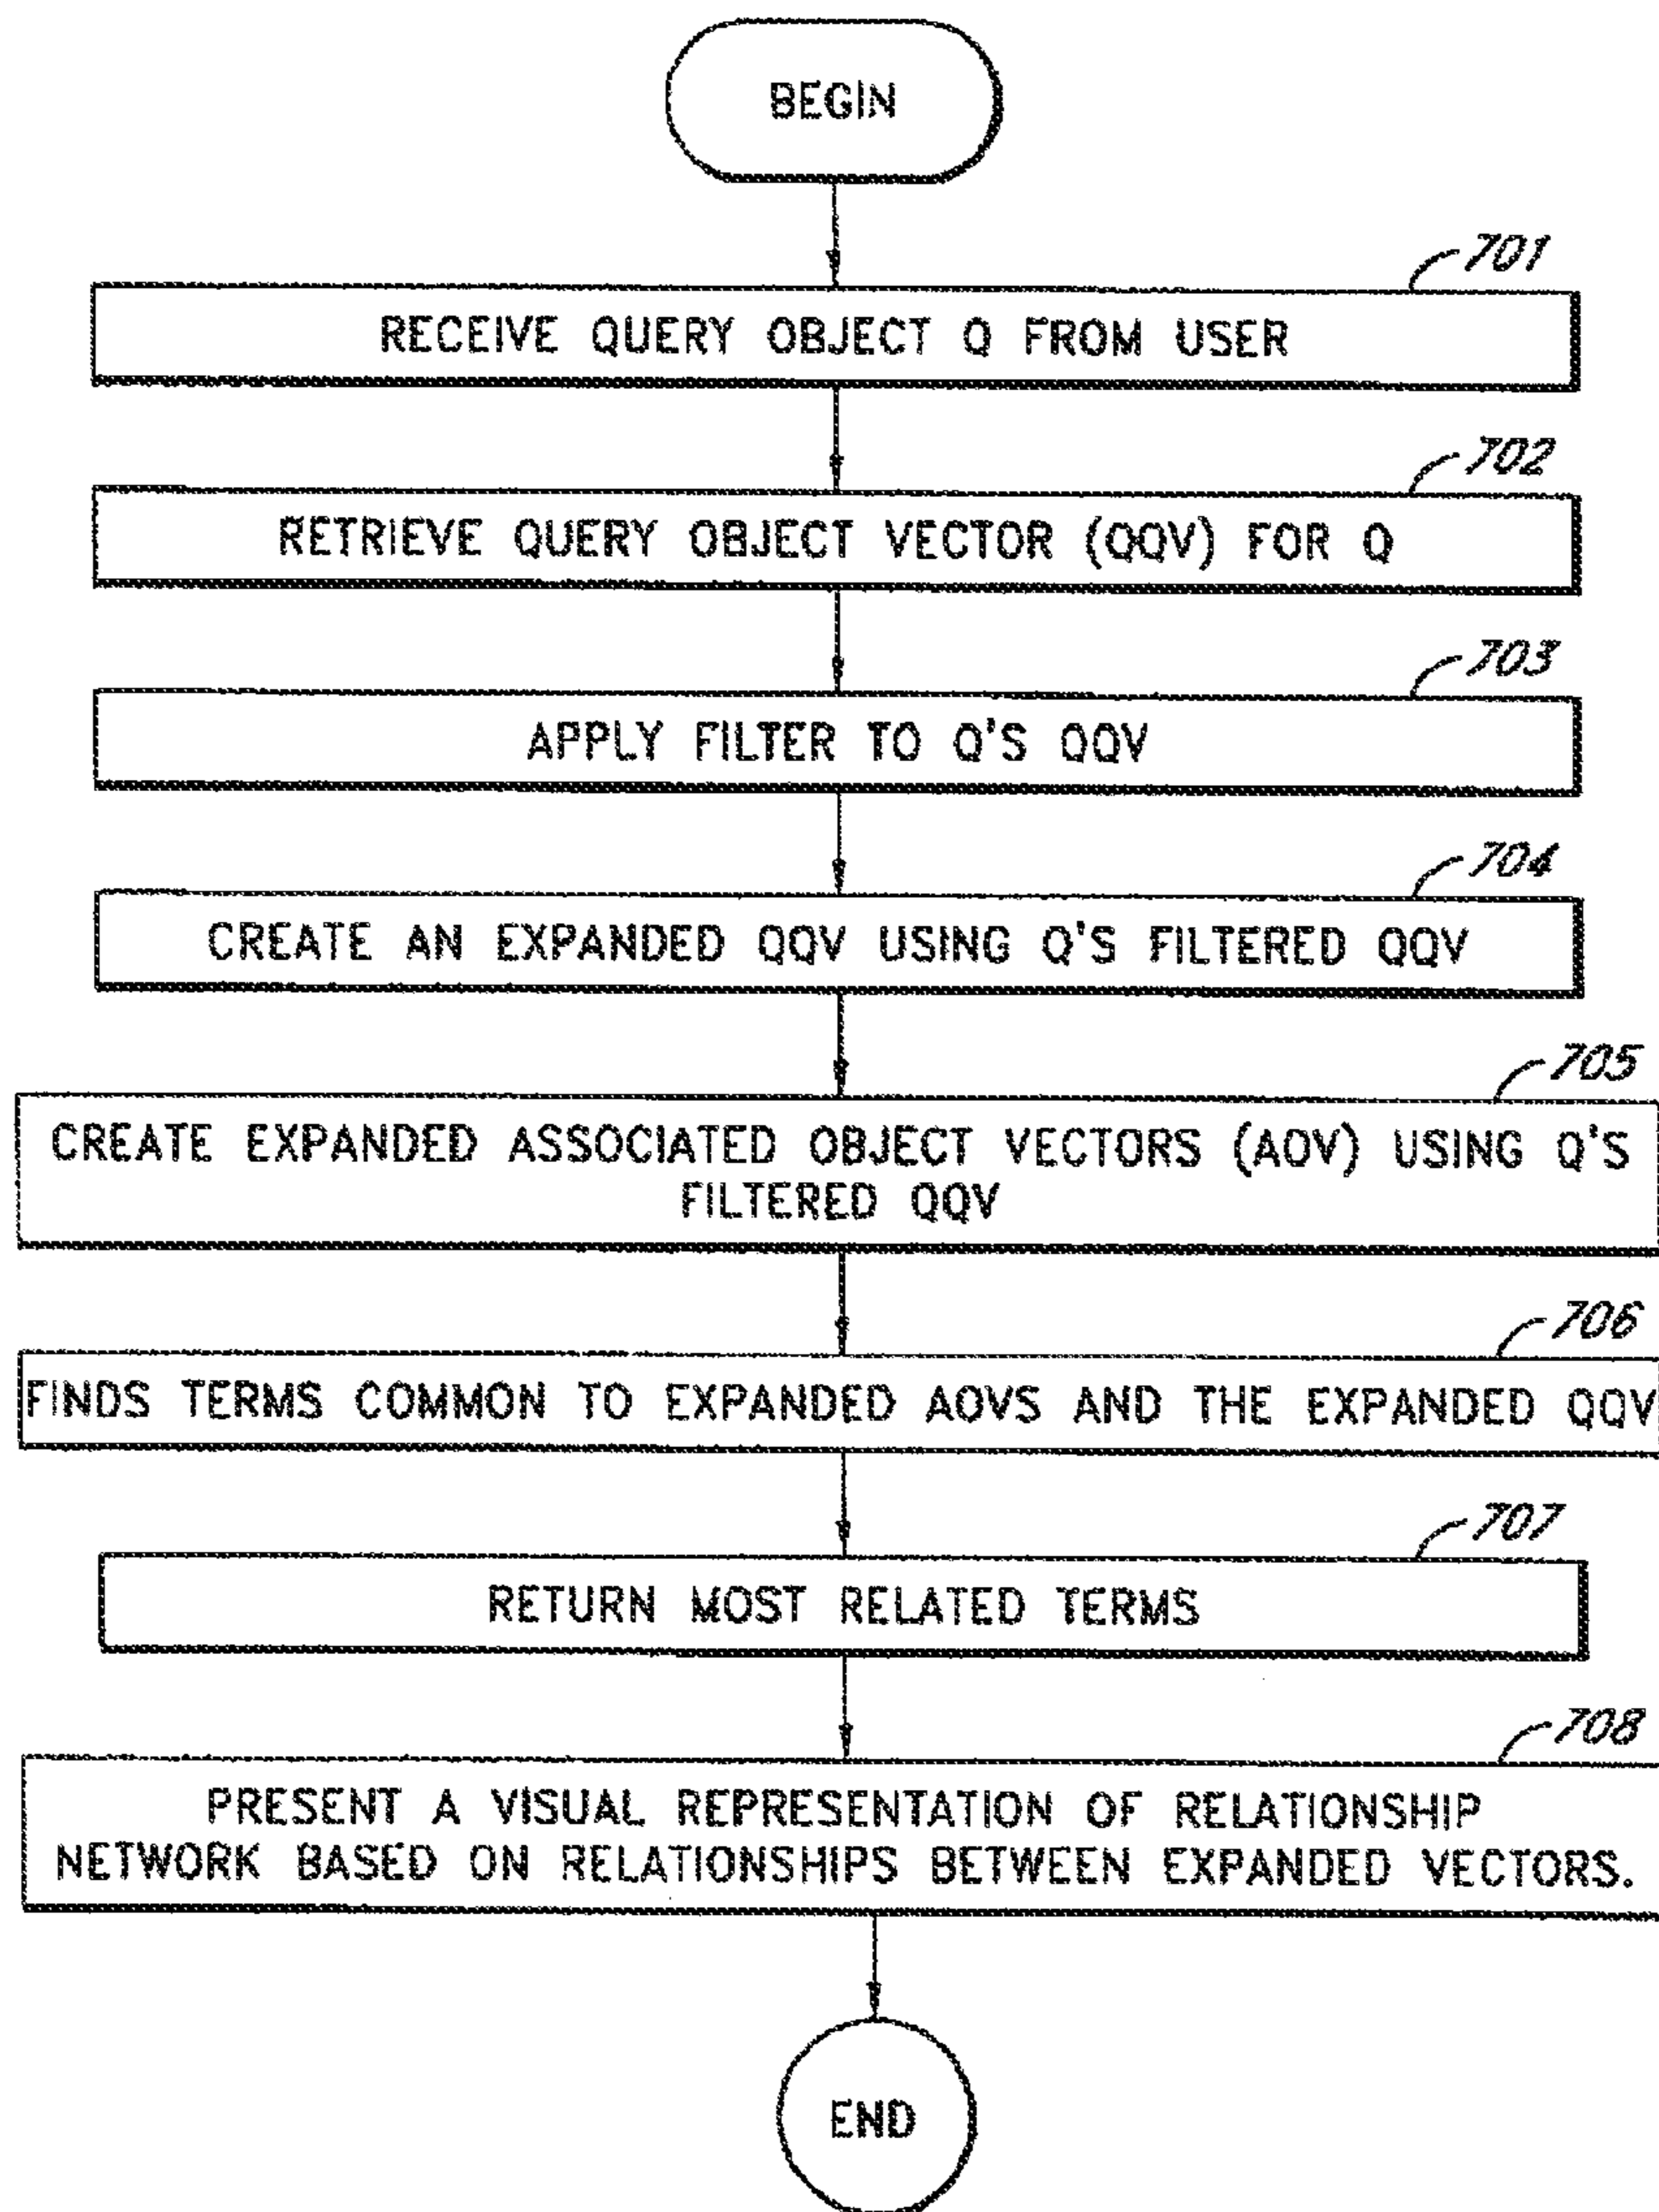 BEGIN
701
RECEIVE QUERY OBJECT Q FROM USER
702
RETRIEVE QUERY OBJECT VECTOR (QQV) FOR Q
703
APPLY FILTER TO Q'S QQV
704
CREATE AN EXPANDED QQV USING Q'S FILTERED QQV
705
CREATE EXPANDED ASSOCIATED OBJECT VECTORS (AOV) USING Q'S
FILTERED QQV
706
FINDS TERMS COMMON TO EXPANDED AOVS AND THE EXPANDED QQV
707
RETURN MOST RELATED TERMS
708
PRESENT A VISUAL REPRESENTATION OF RELATIONSHIP
NETWORK BASED ON RELATIONSHIPS BETWEEN EXPANDED VECTORS.
END